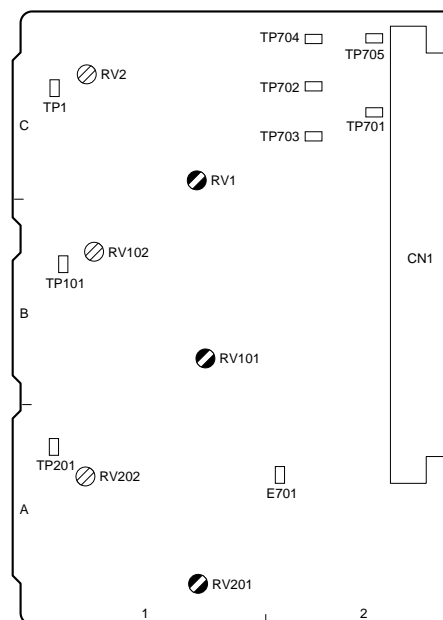 TP704
TP705
RV2
TP1
TP702
TP701
C
TP703
RV1
RV102
CN1
TP101
B
RV101
TP201
RV202
E701
A
RV201
1
2